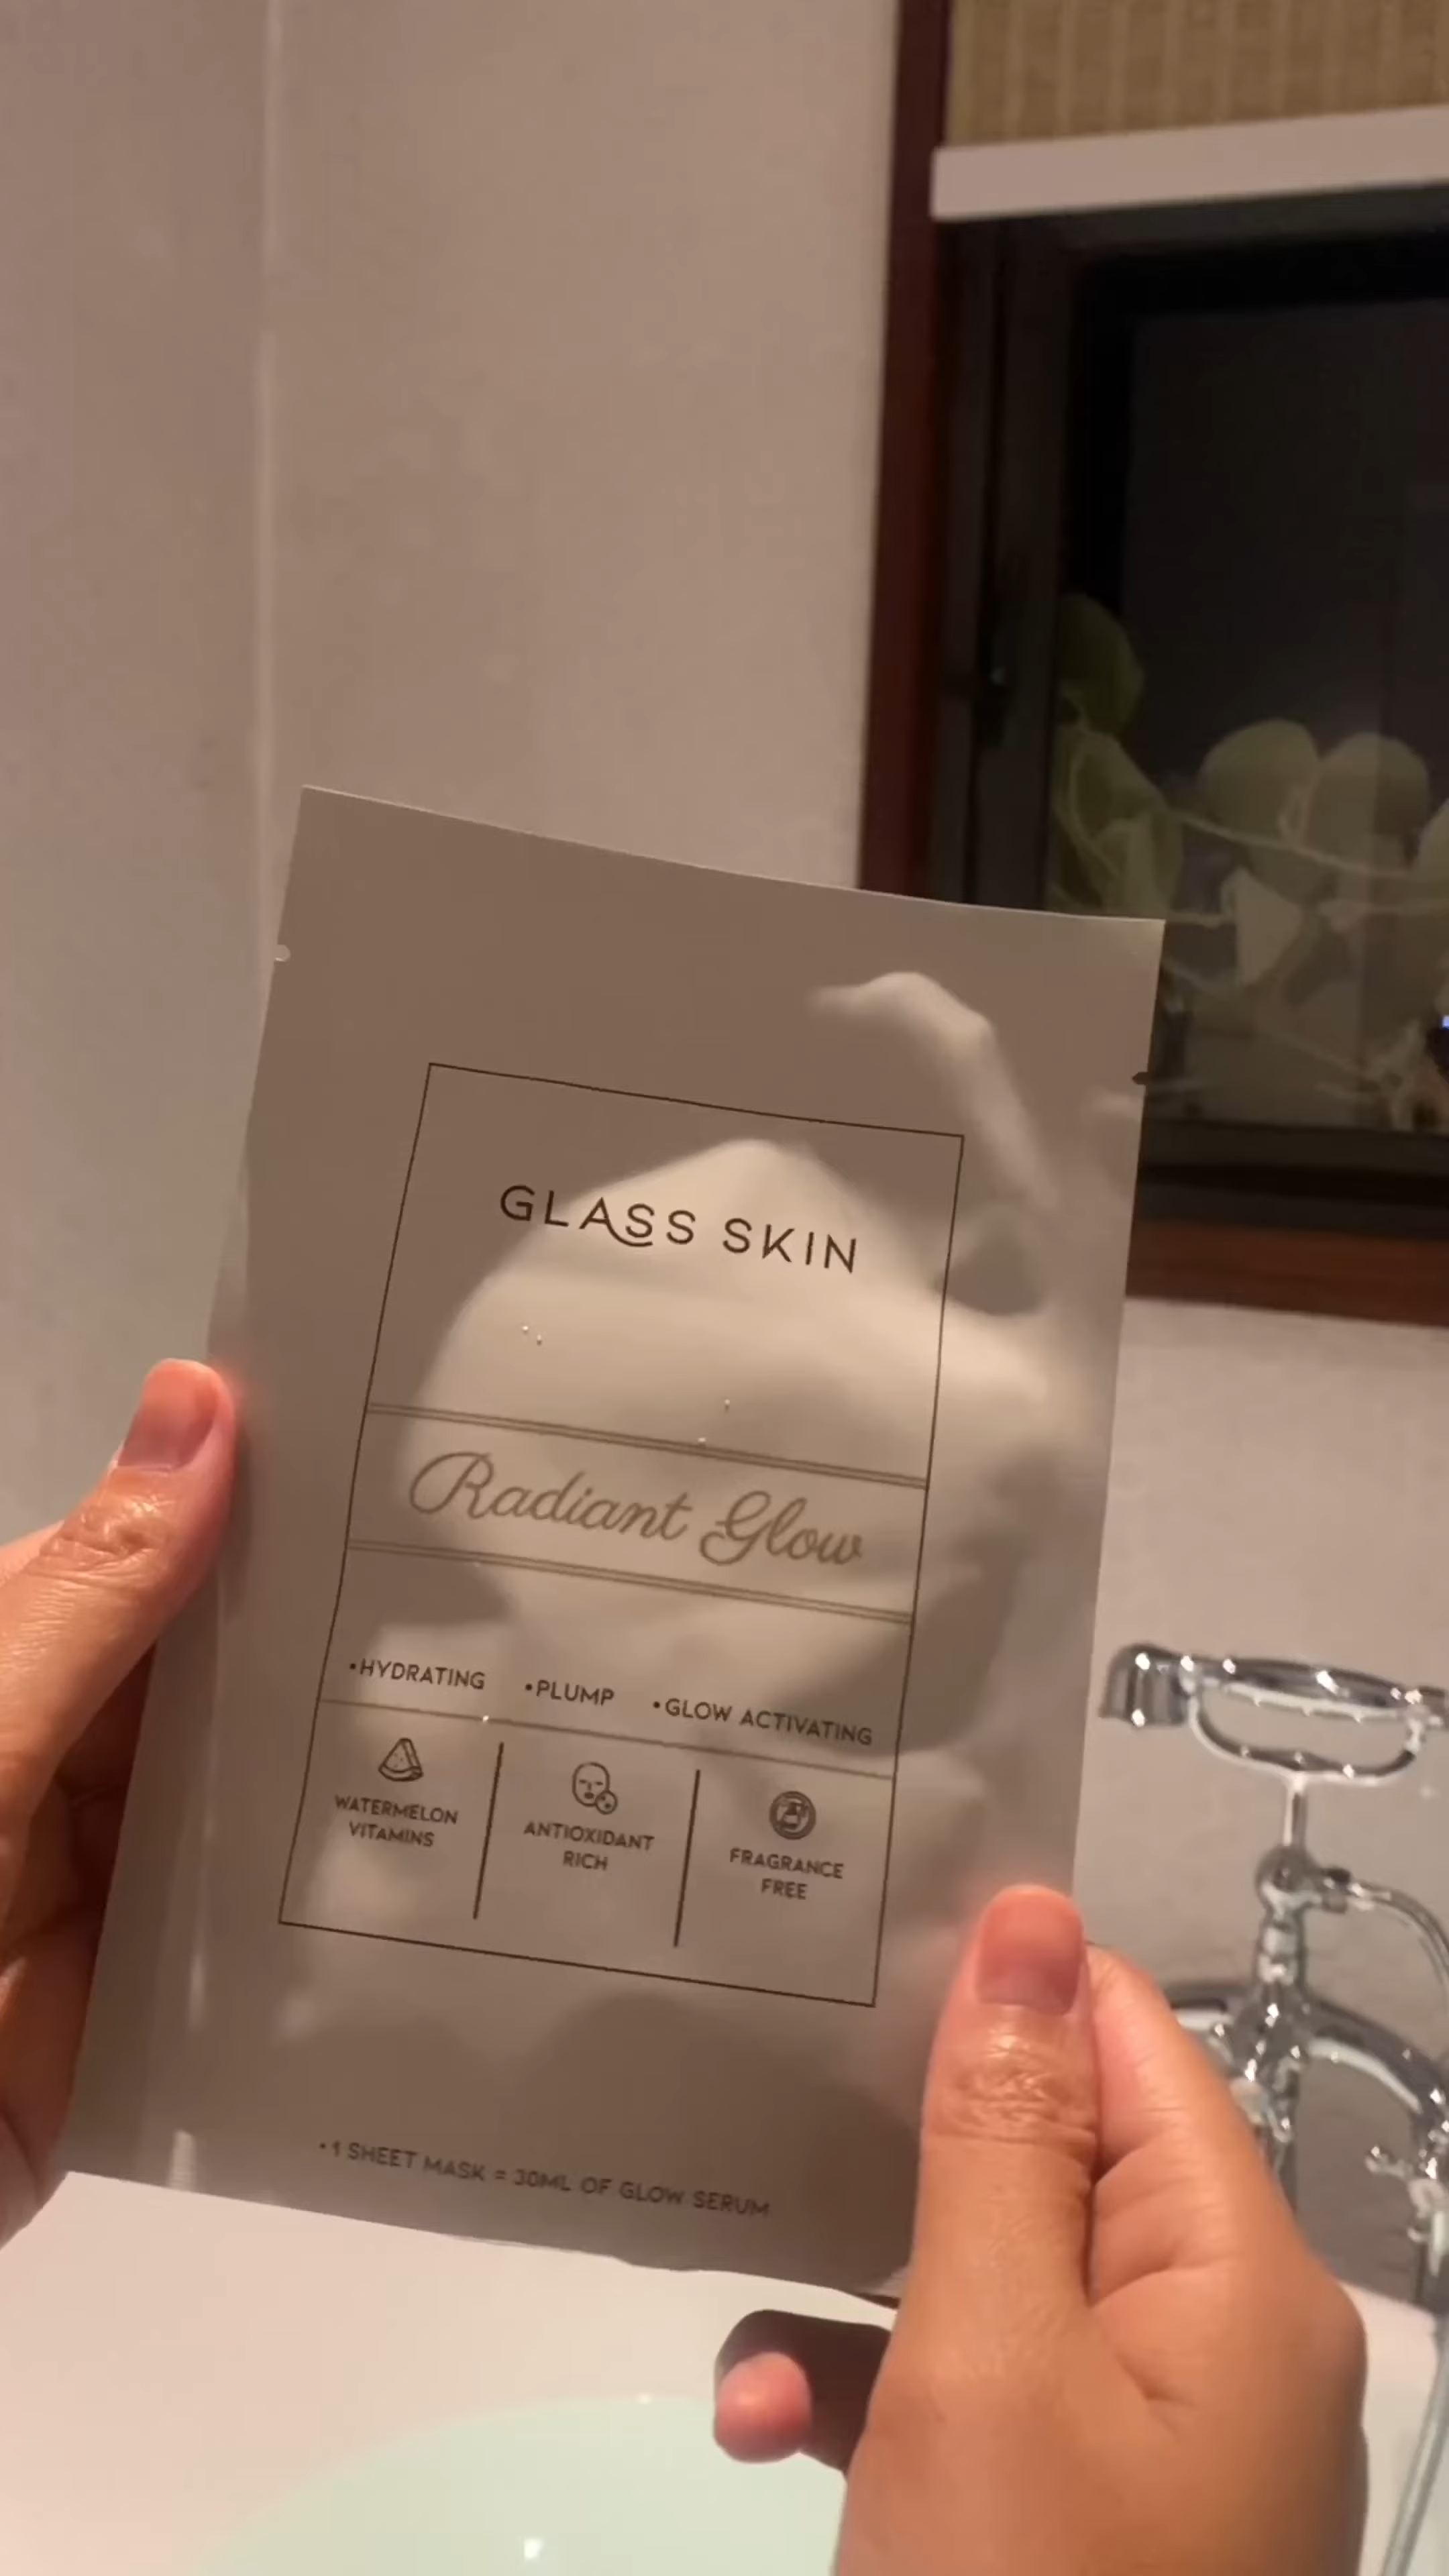 GLASS SKIN
Radiant Glow
•HYDRATING •PLUMP •GLOW ACTIVATING
WATERMELON
VITAMINS
ANTIOXIDANT
RICH
FRAGRANCE
FREE
•1 SHEET MASK = 30ML OF GLOW SERUM